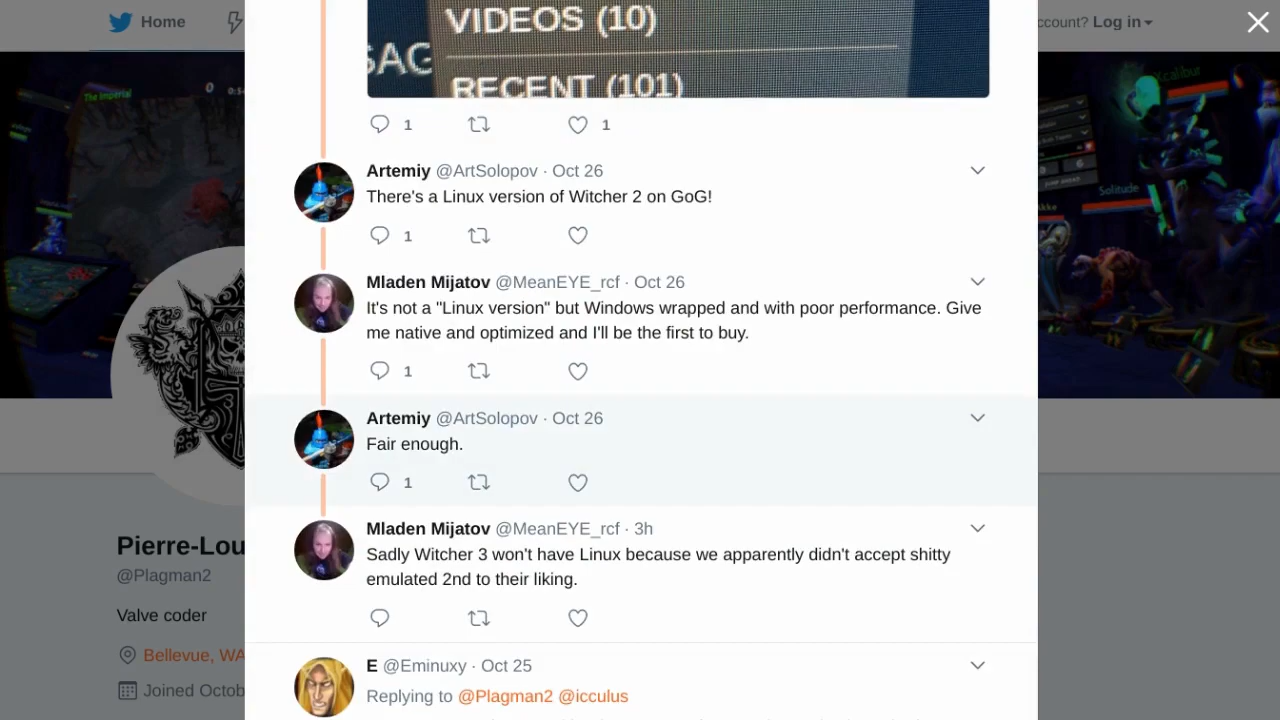 Home
ccount? Log in
VIDEOS (10)
SAG
RECENT (101)
The Imperial
0
Solitude
1
1
Artemiy @ArtSolopov · Oct 26
There's a Linux version of Witcher 2 on GoG!
1
Mladen Mijatov @MeanEYE_rcf · Oct 26
It's not a "Linux version" but Windows wrapped and with poor performance. Give
me native and optimized and I'll be the first to buy.
1
Artemiy @ArtSolopov · Oct 26
Fair enough.
1
Mladen Mijatov @MeanEYE_rcf · 3h
Sadly Witcher 3 won't have Linux because we apparently didn't accept shitty
emulated 2nd to their liking.
E @Eminuxy · Oct 25
Replying to @Plagman2 @icculus
Pierre-Lou
@Plagman2
Valve coder
Bellevue, WA
Joined Octob